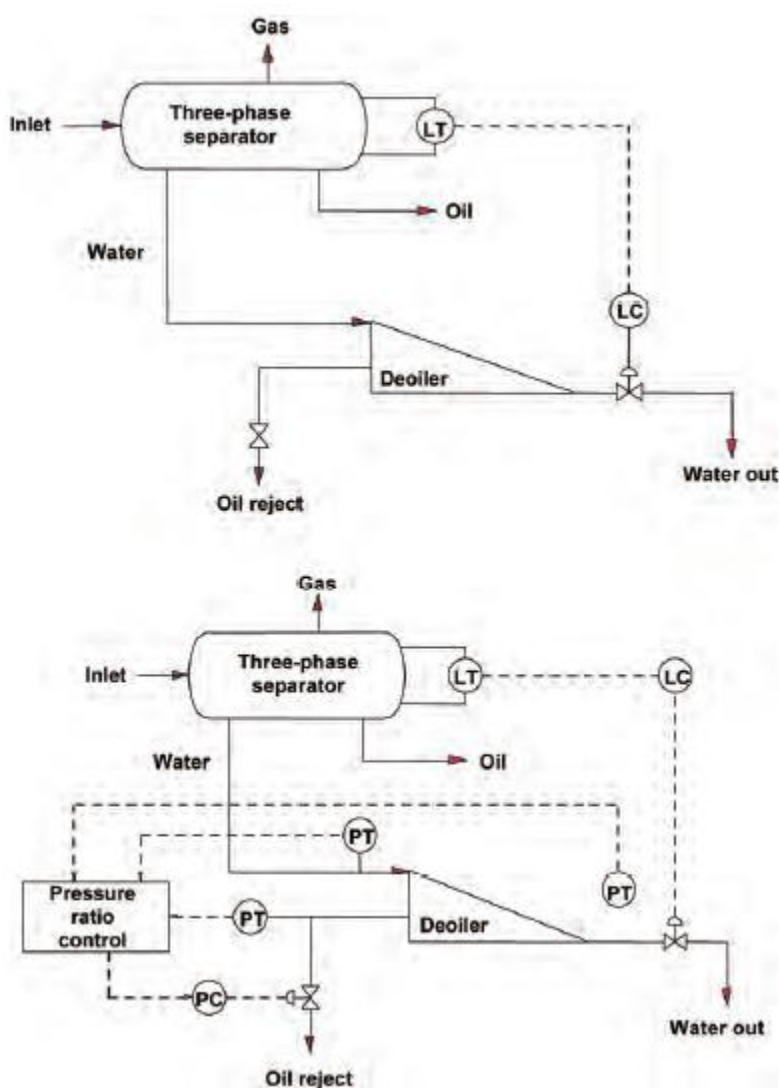 Gas
Three-phase
separator
Inlet
LT
Oil
Water
LC
Deoiler
Oil reject
Water out
Gas
Three-phase
separator
Inlet
LT
LC
Water
Oil
PT
PT
Pressure
ratio
control
PT
Deoiler
PC
Water out
Oil reject